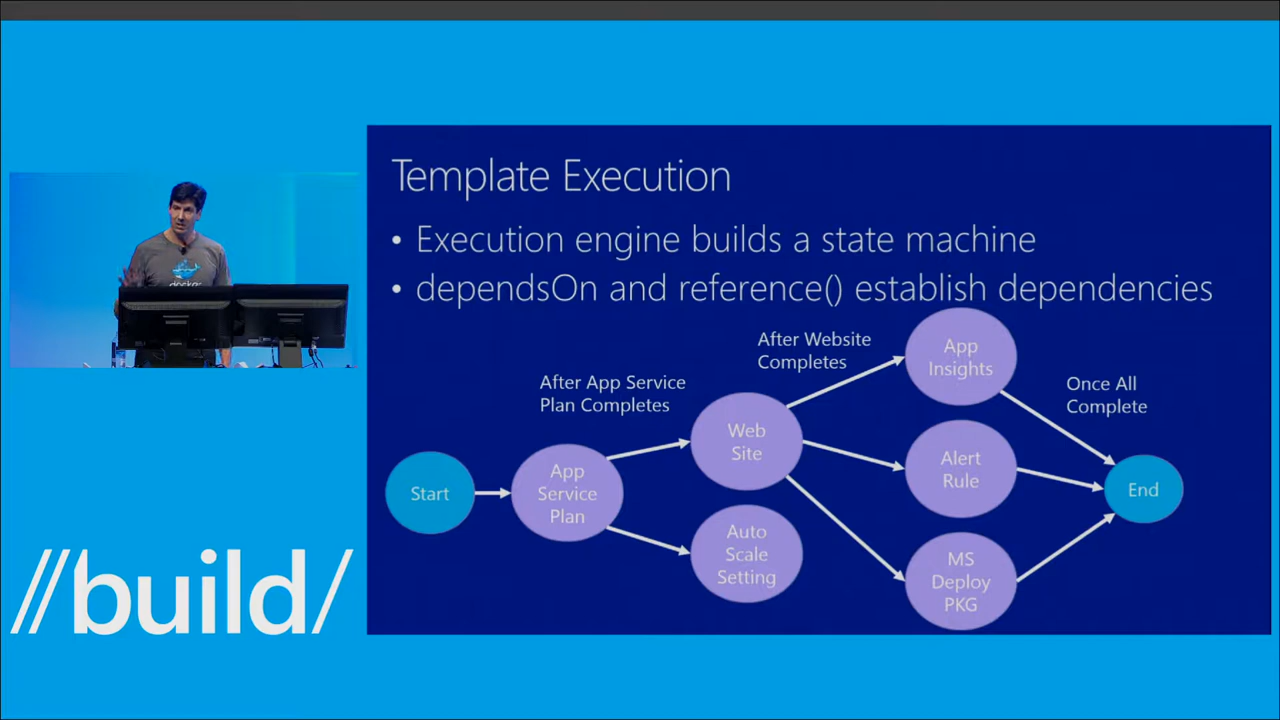 Template Execution
• Execution engine builds a state machine
• dependsOn and reference() establish dependencies
After Website
Completes
After App Service
Plan Completes
Once All
Complete
Start
App
Service
Plan
Web
Site
Auto
Scale
Setting
App
Insights
Alert
Rule
MS
Deploy
PKG
End
docker
//build/